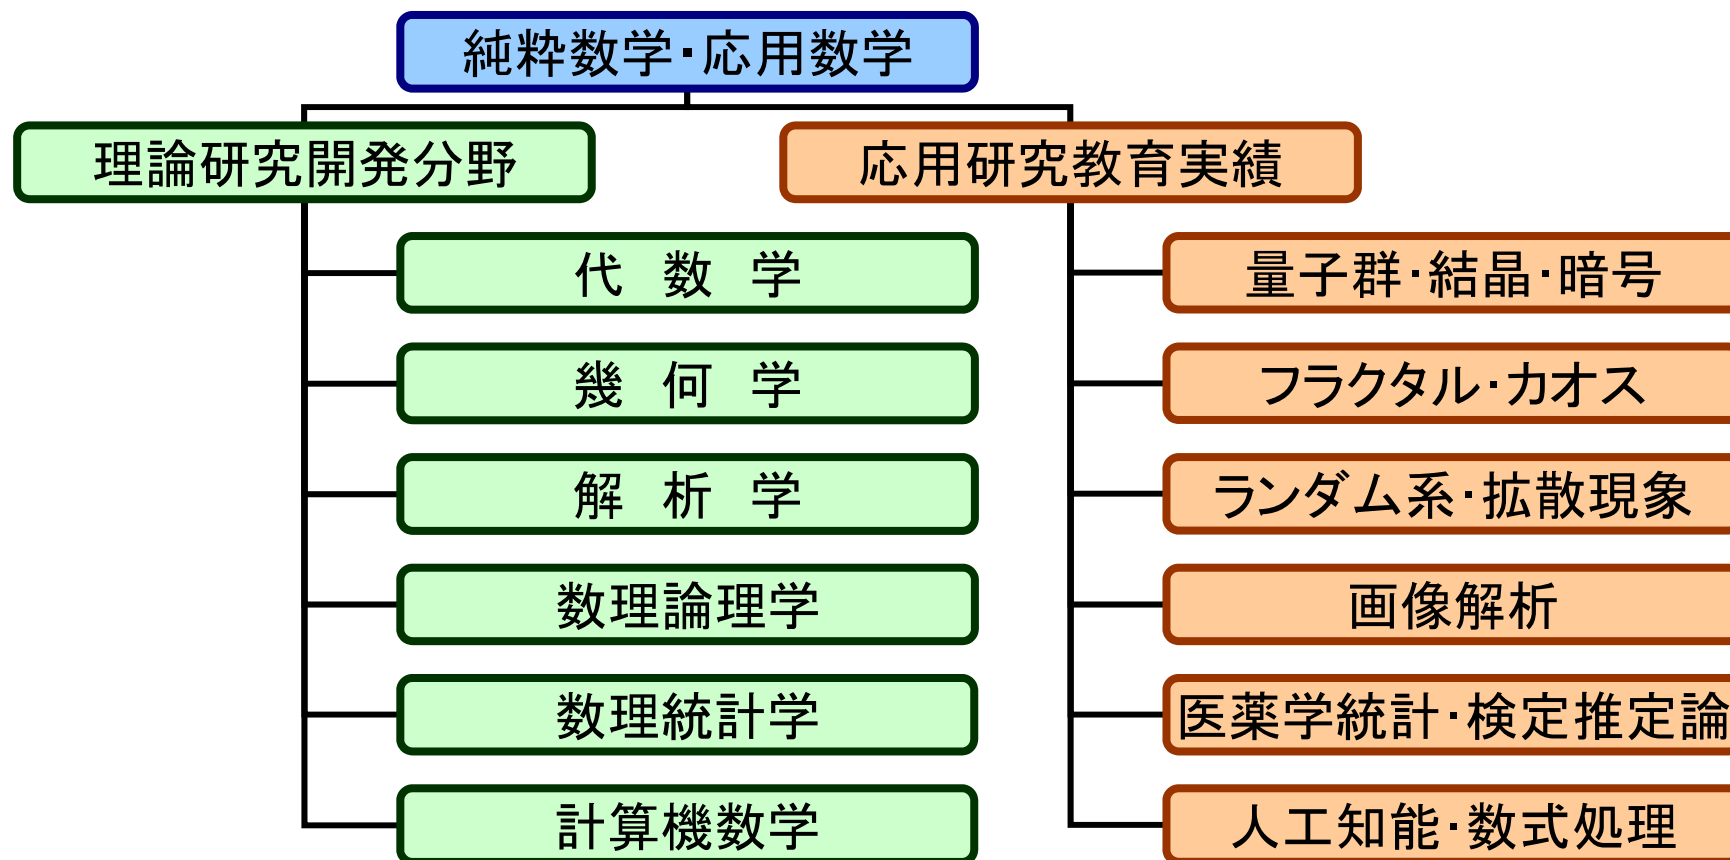 純粋数学・応用数学
理論研究開発分野
応用研究教育実績
代 数 学
量子群・結晶・暗号
幾 何 学
フラクタル・カオス
解 析 学
ランダム系・拡散現象
数理論理学
画像解析
数理統計学
医薬学統計・検定推定論
計算機数学
人工知能・数式処理